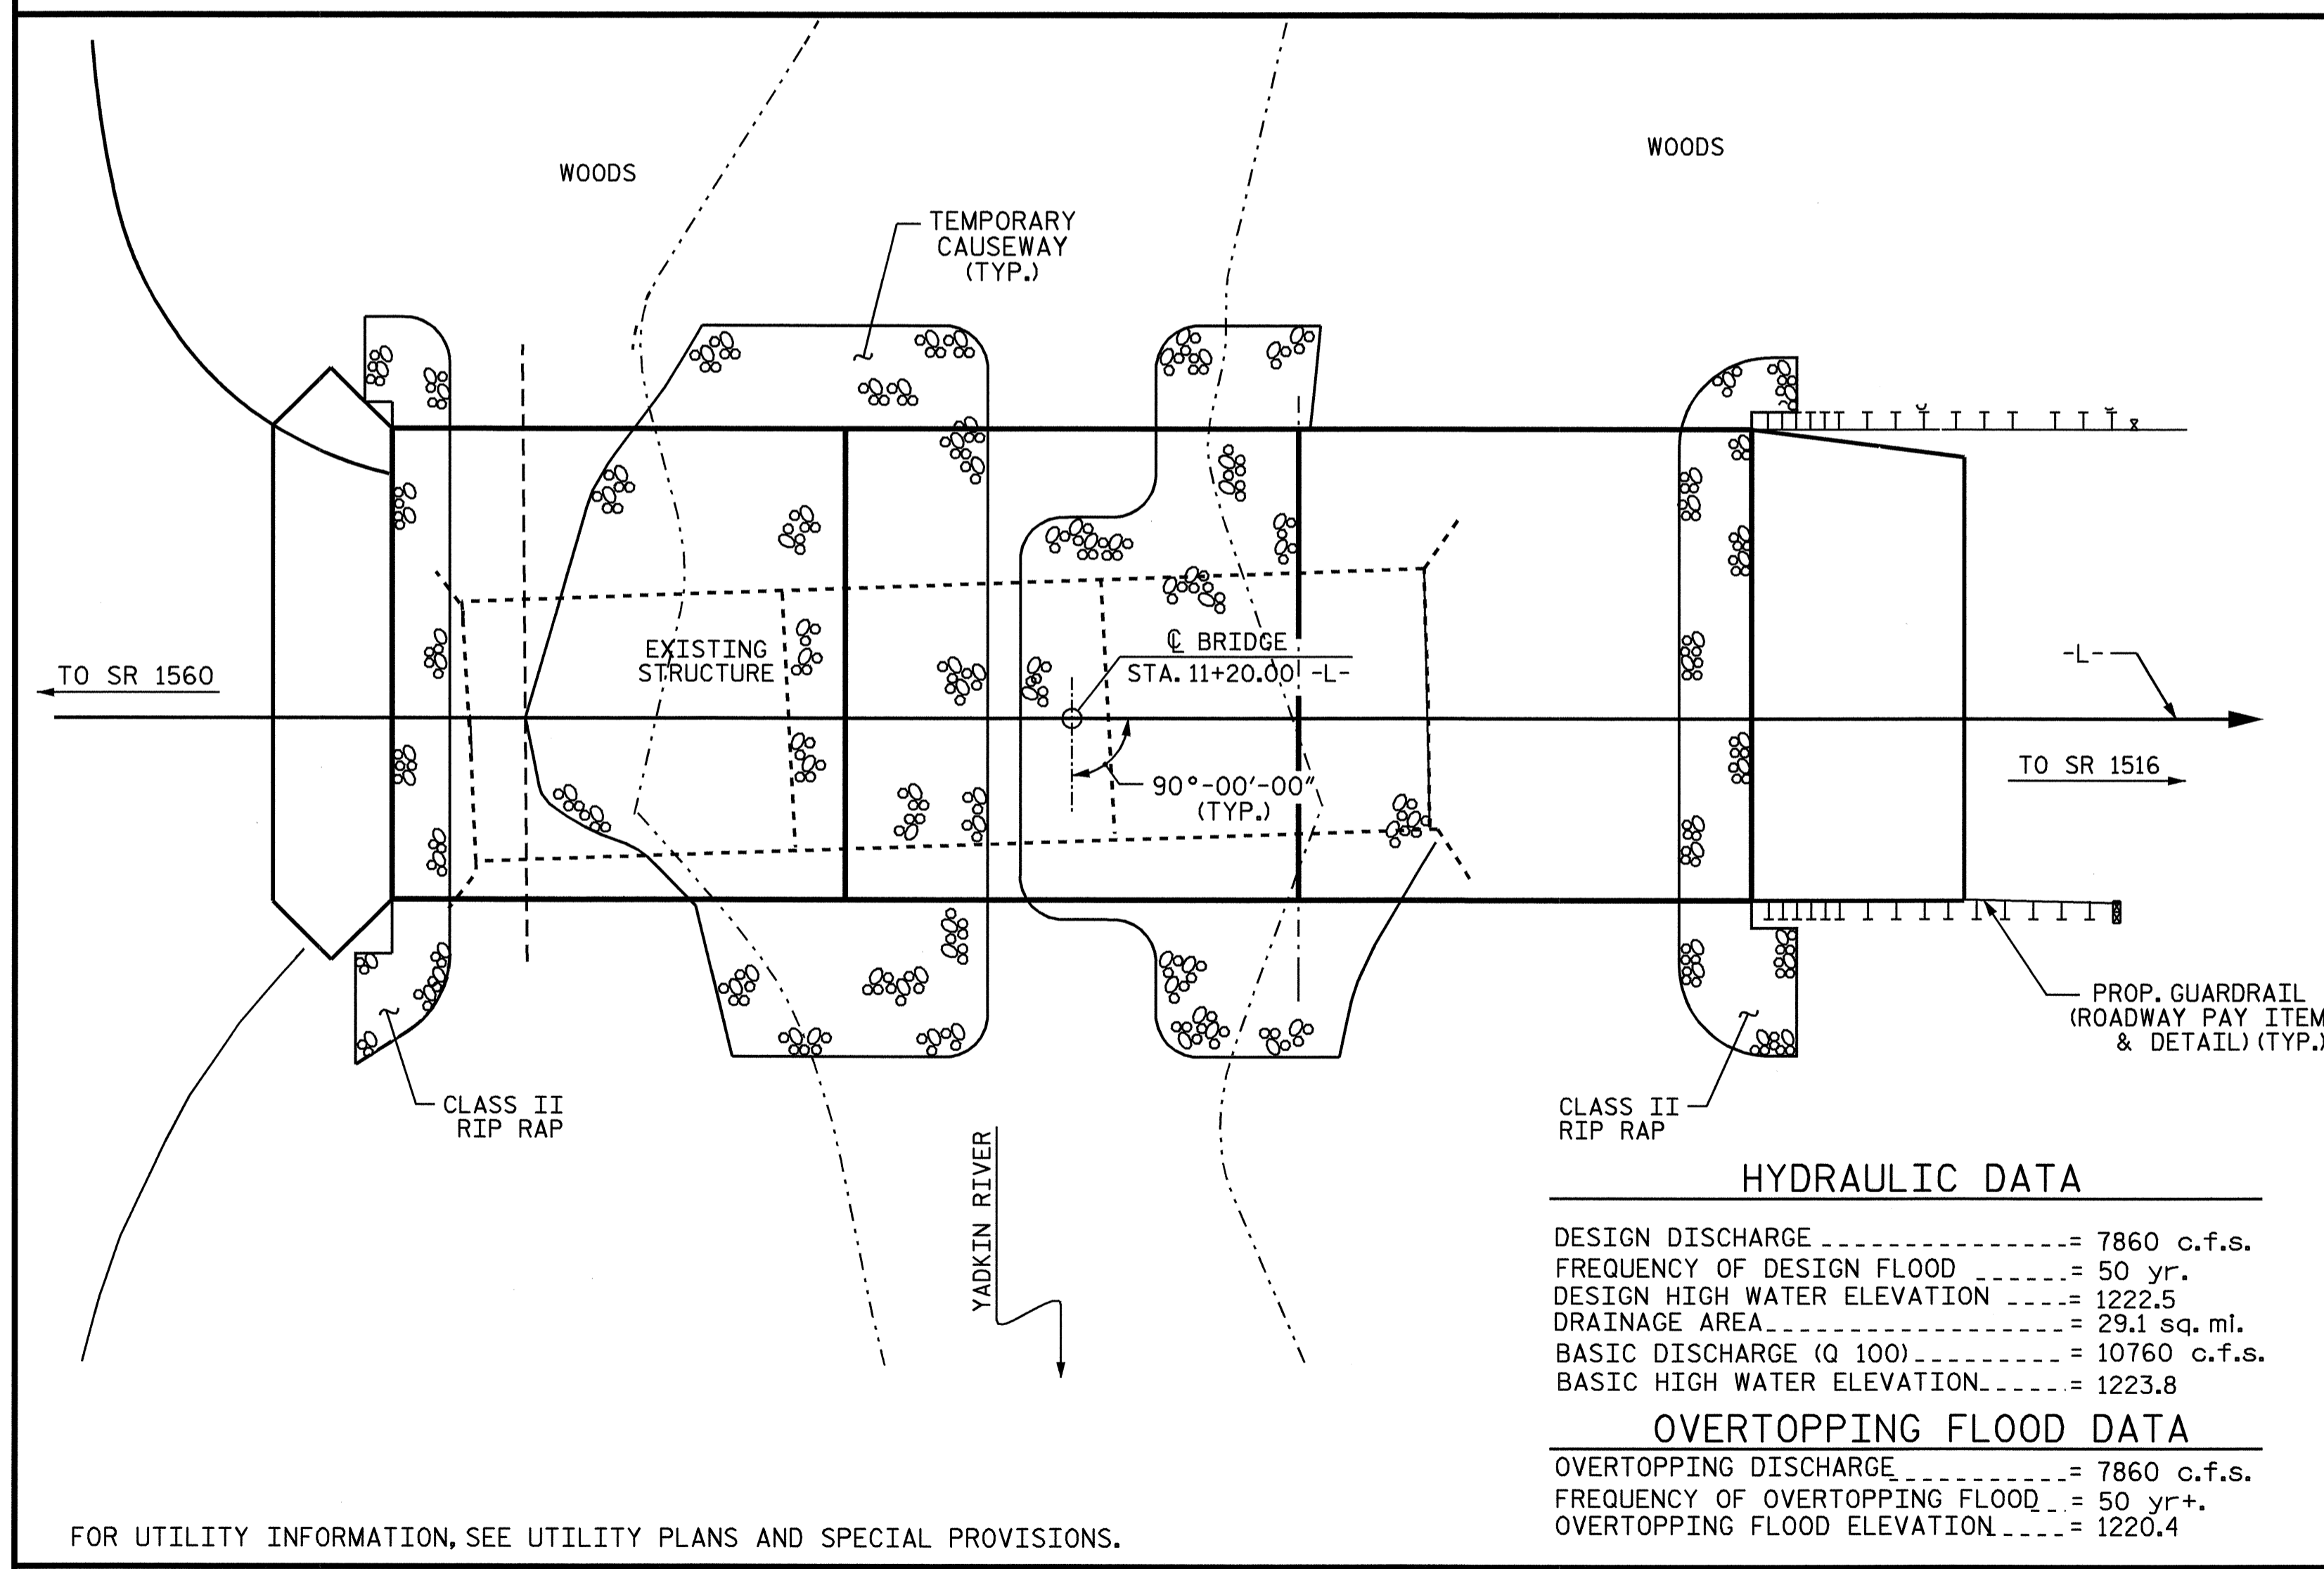 WOODS
WOODS
TEMPORARY
CAUSEWAY
(TYP.)
EXISTING
STRUCTURE
℄ BRIDGE
STA. 11+20.00 -L-
TO SR 1560
-L-
TO SR 1516
90°-00'-00"
(TYP.)
PROP. GUARDRAIL
(ROADWAY PAY ITEM
& DETAIL) (TYP.)
CLASS II
RIP RAP
CLASS II
RIP RAP
YADKIN RIVER
HYDRAULIC DATA
DESIGN DISCHARGE = 7860 c.f.s.
FREQUENCY OF DESIGN FLOOD = 50 yr.
DESIGN HIGH WATER ELEVATION = 1222.5
DRAINAGE AREA = 29.1 sq. mi.
BASIC DISCHARGE (Q 100) = 10760 c.f.s.
BASIC HIGH WATER ELEVATION = 1223.8
OVERTOPPING FLOOD DATA
OVERTOPPING DISCHARGE = 7860 c.f.s.
FREQUENCY OF OVERTOPPING FLOOD = 50 yr+.
OVERTOPPING FLOOD ELEVATION = 1220.4
FOR UTILITY INFORMATION, SEE UTILITY PLANS AND SPECIAL PROVISIONS.